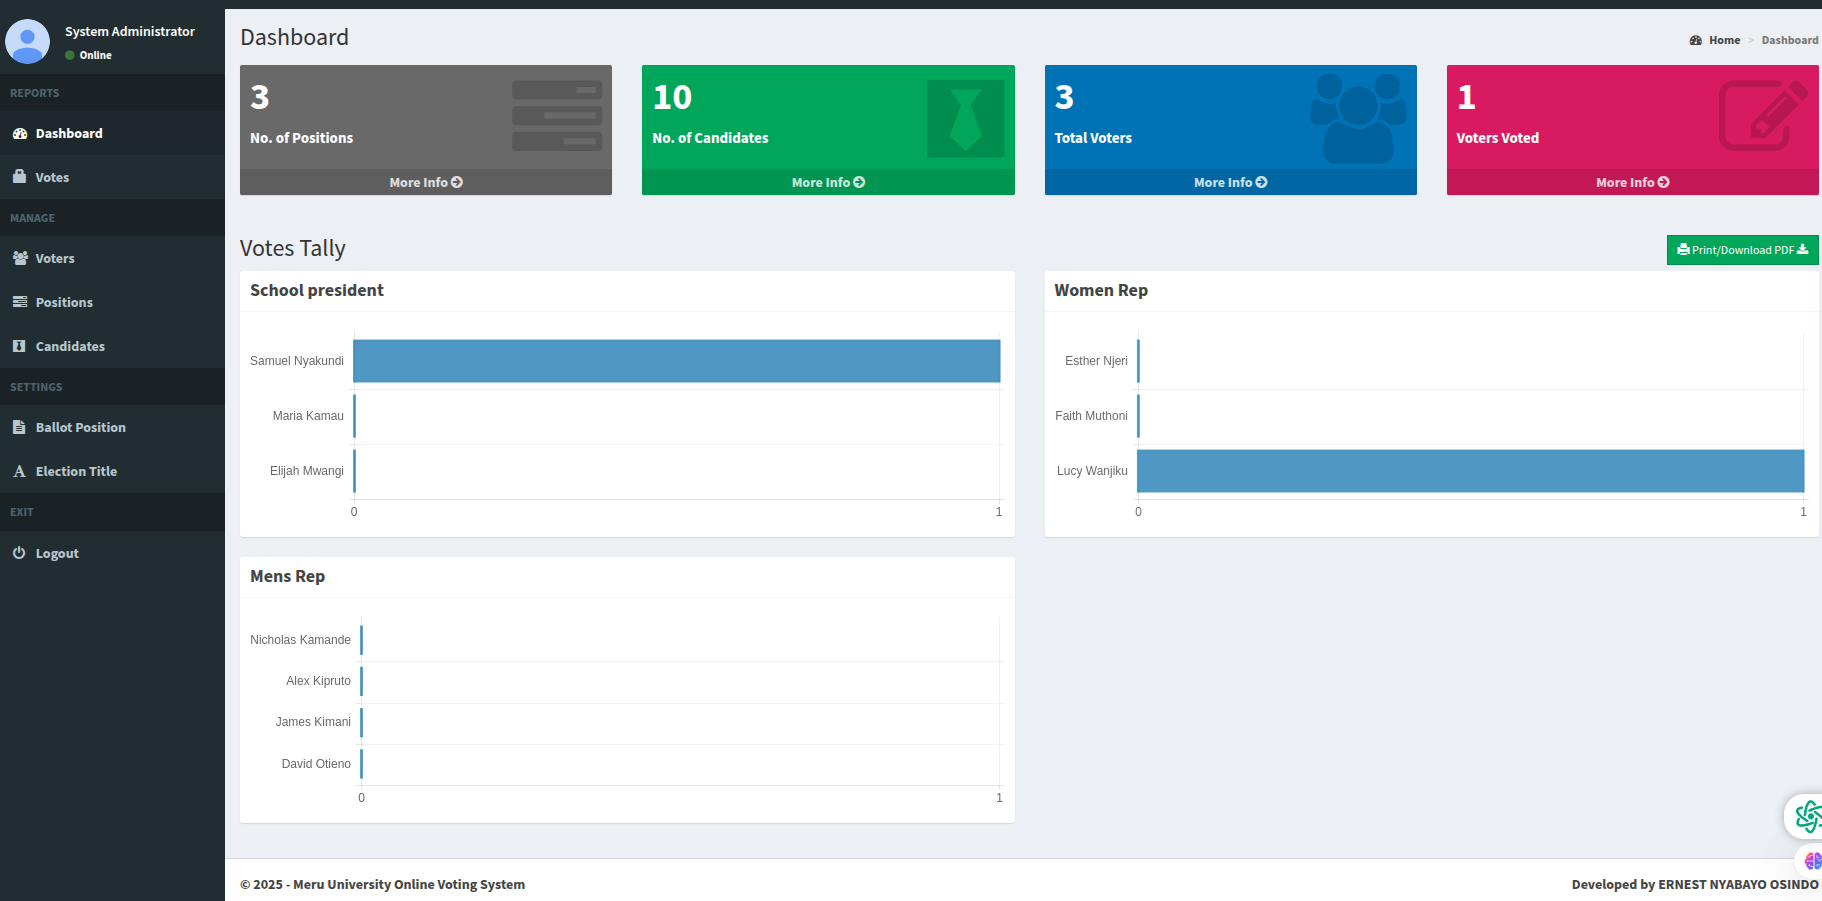 System Administrator
Online
REPORTS
Dashboard
Votes
MANAGE
Voters
Positions
Candidates
SETTINGS
Ballot Position
Election Title
EXIT
Logout
Dashboard
Home > Dashboard
3
No. of Positions
More Info
10
No. of Candidates
More Info
3
Total Voters
More Info
1
Voters Voted
More Info
Votes Tally
Print/Download PDF
School president
Samuel Nyakundi
Maria Kamau
Elijah Mwangi
0 1
Women Rep
Esther Njeri
Faith Muthoni
Lucy Wanjiku
0 1
Mens Rep
Nicholas Kamande
Alex Kipruto
James Kimani
David Otieno
0 1
© 2025 - Meru University Online Voting System
Developed by ERNEST NYABAYO OSINDO